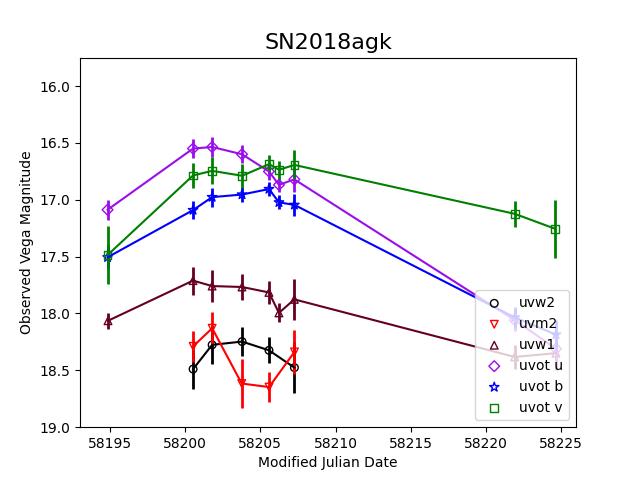 SN2018agk
Observed Vega Magnitude
16.0
16.5
17.0
17.5
18.0
18.5
19.0
58195 58200 58205 58210 58215 58220 58225
Modified Julian Date
uvw2
uvm2
uvw1
uvot u
uvot b
uvot v